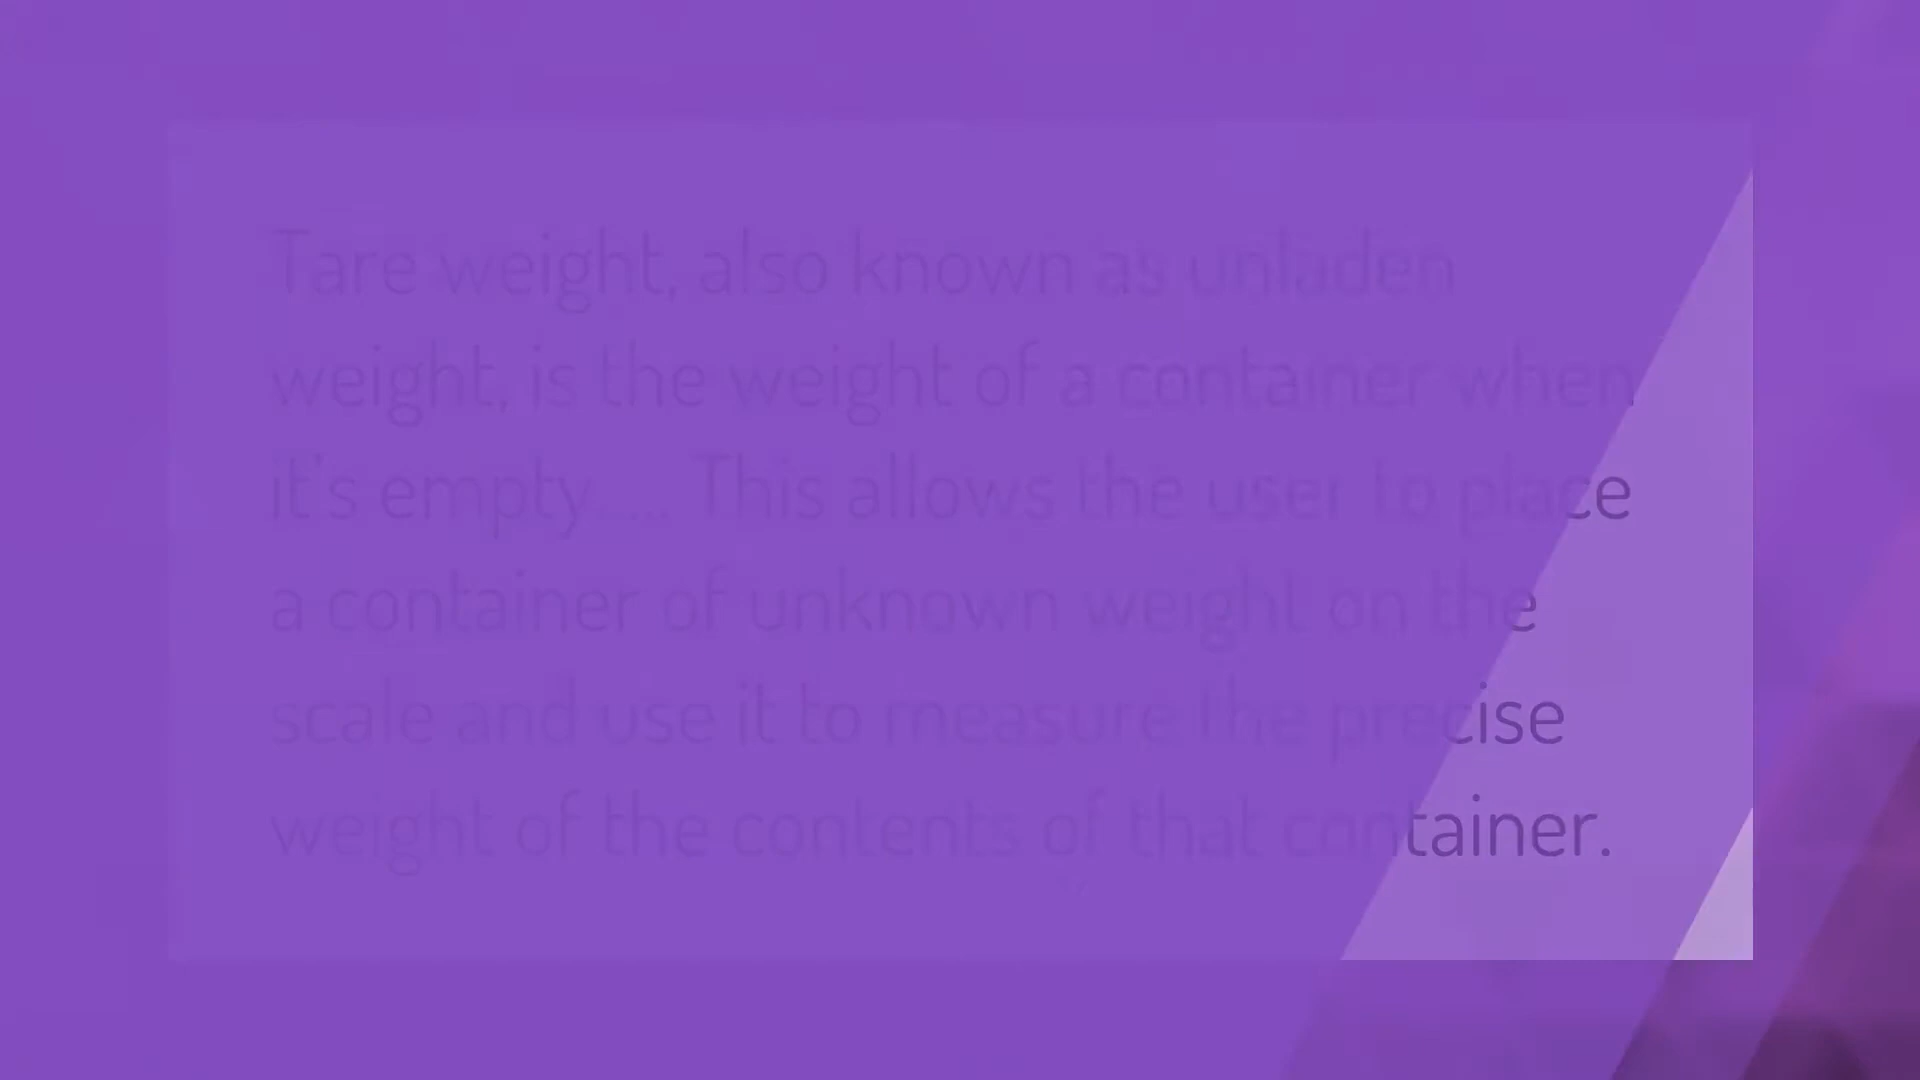 Tare weight, also known as unladen
weight, is the weight of a container when
it's empty.... This allows the user to place
a container of unknown weight on the
scale and use it to measure the precise
weight of the contents of that container.